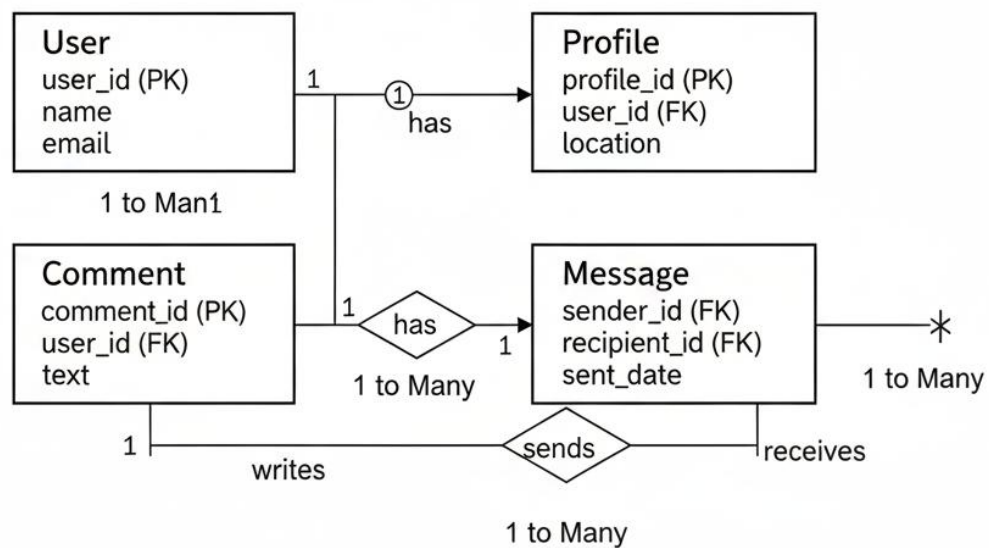 User
user_id (PK)
name
email
1
1
has
Profile
profile_id (PK)
user_id (FK)
location
1 to Man1
Comment
comment_id (PK)
user_id (FK)
text
1
has
1
1 to Many
Message
sender_id (FK)
recipient_id (FK)
sent_date
1 to Many
1
writes
sends
receives
1 to Many